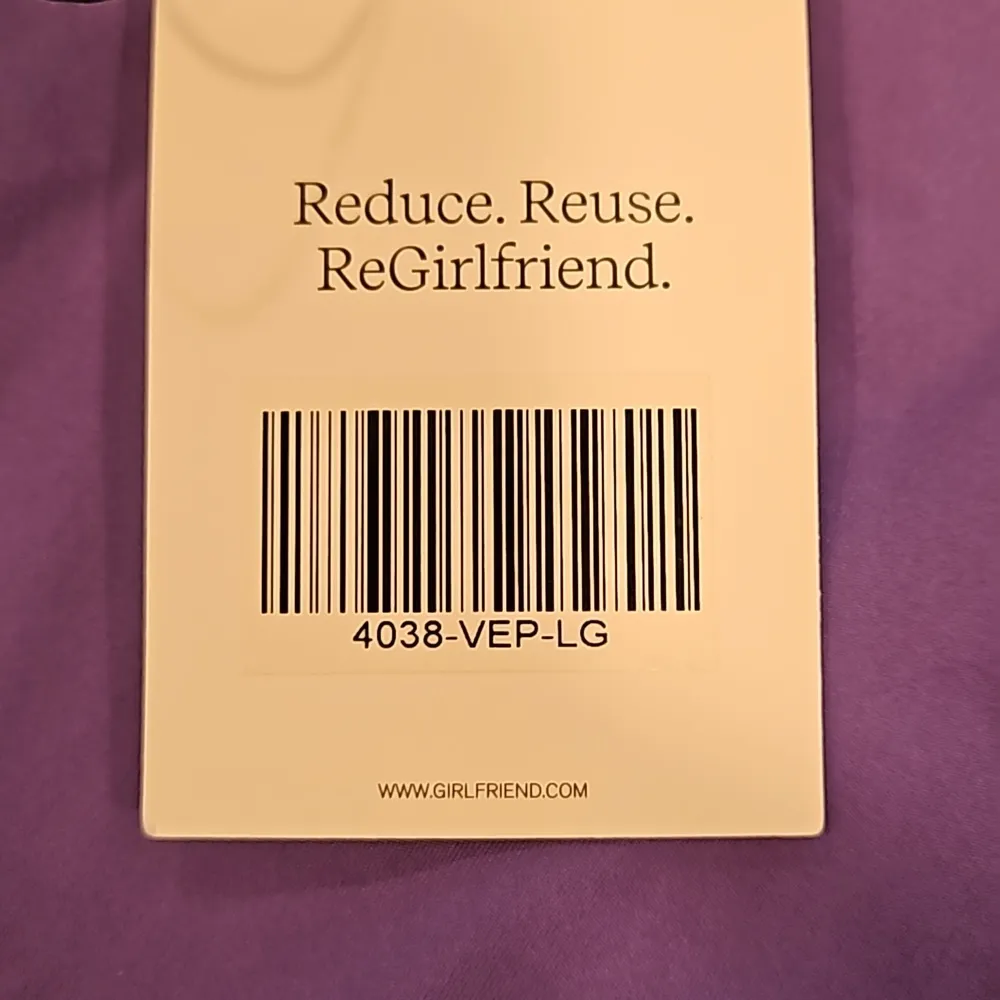 Reduce. Reuse.
ReGirlfriend.
4038-VEP-LG
WWW.GIRLFRIEND.COM